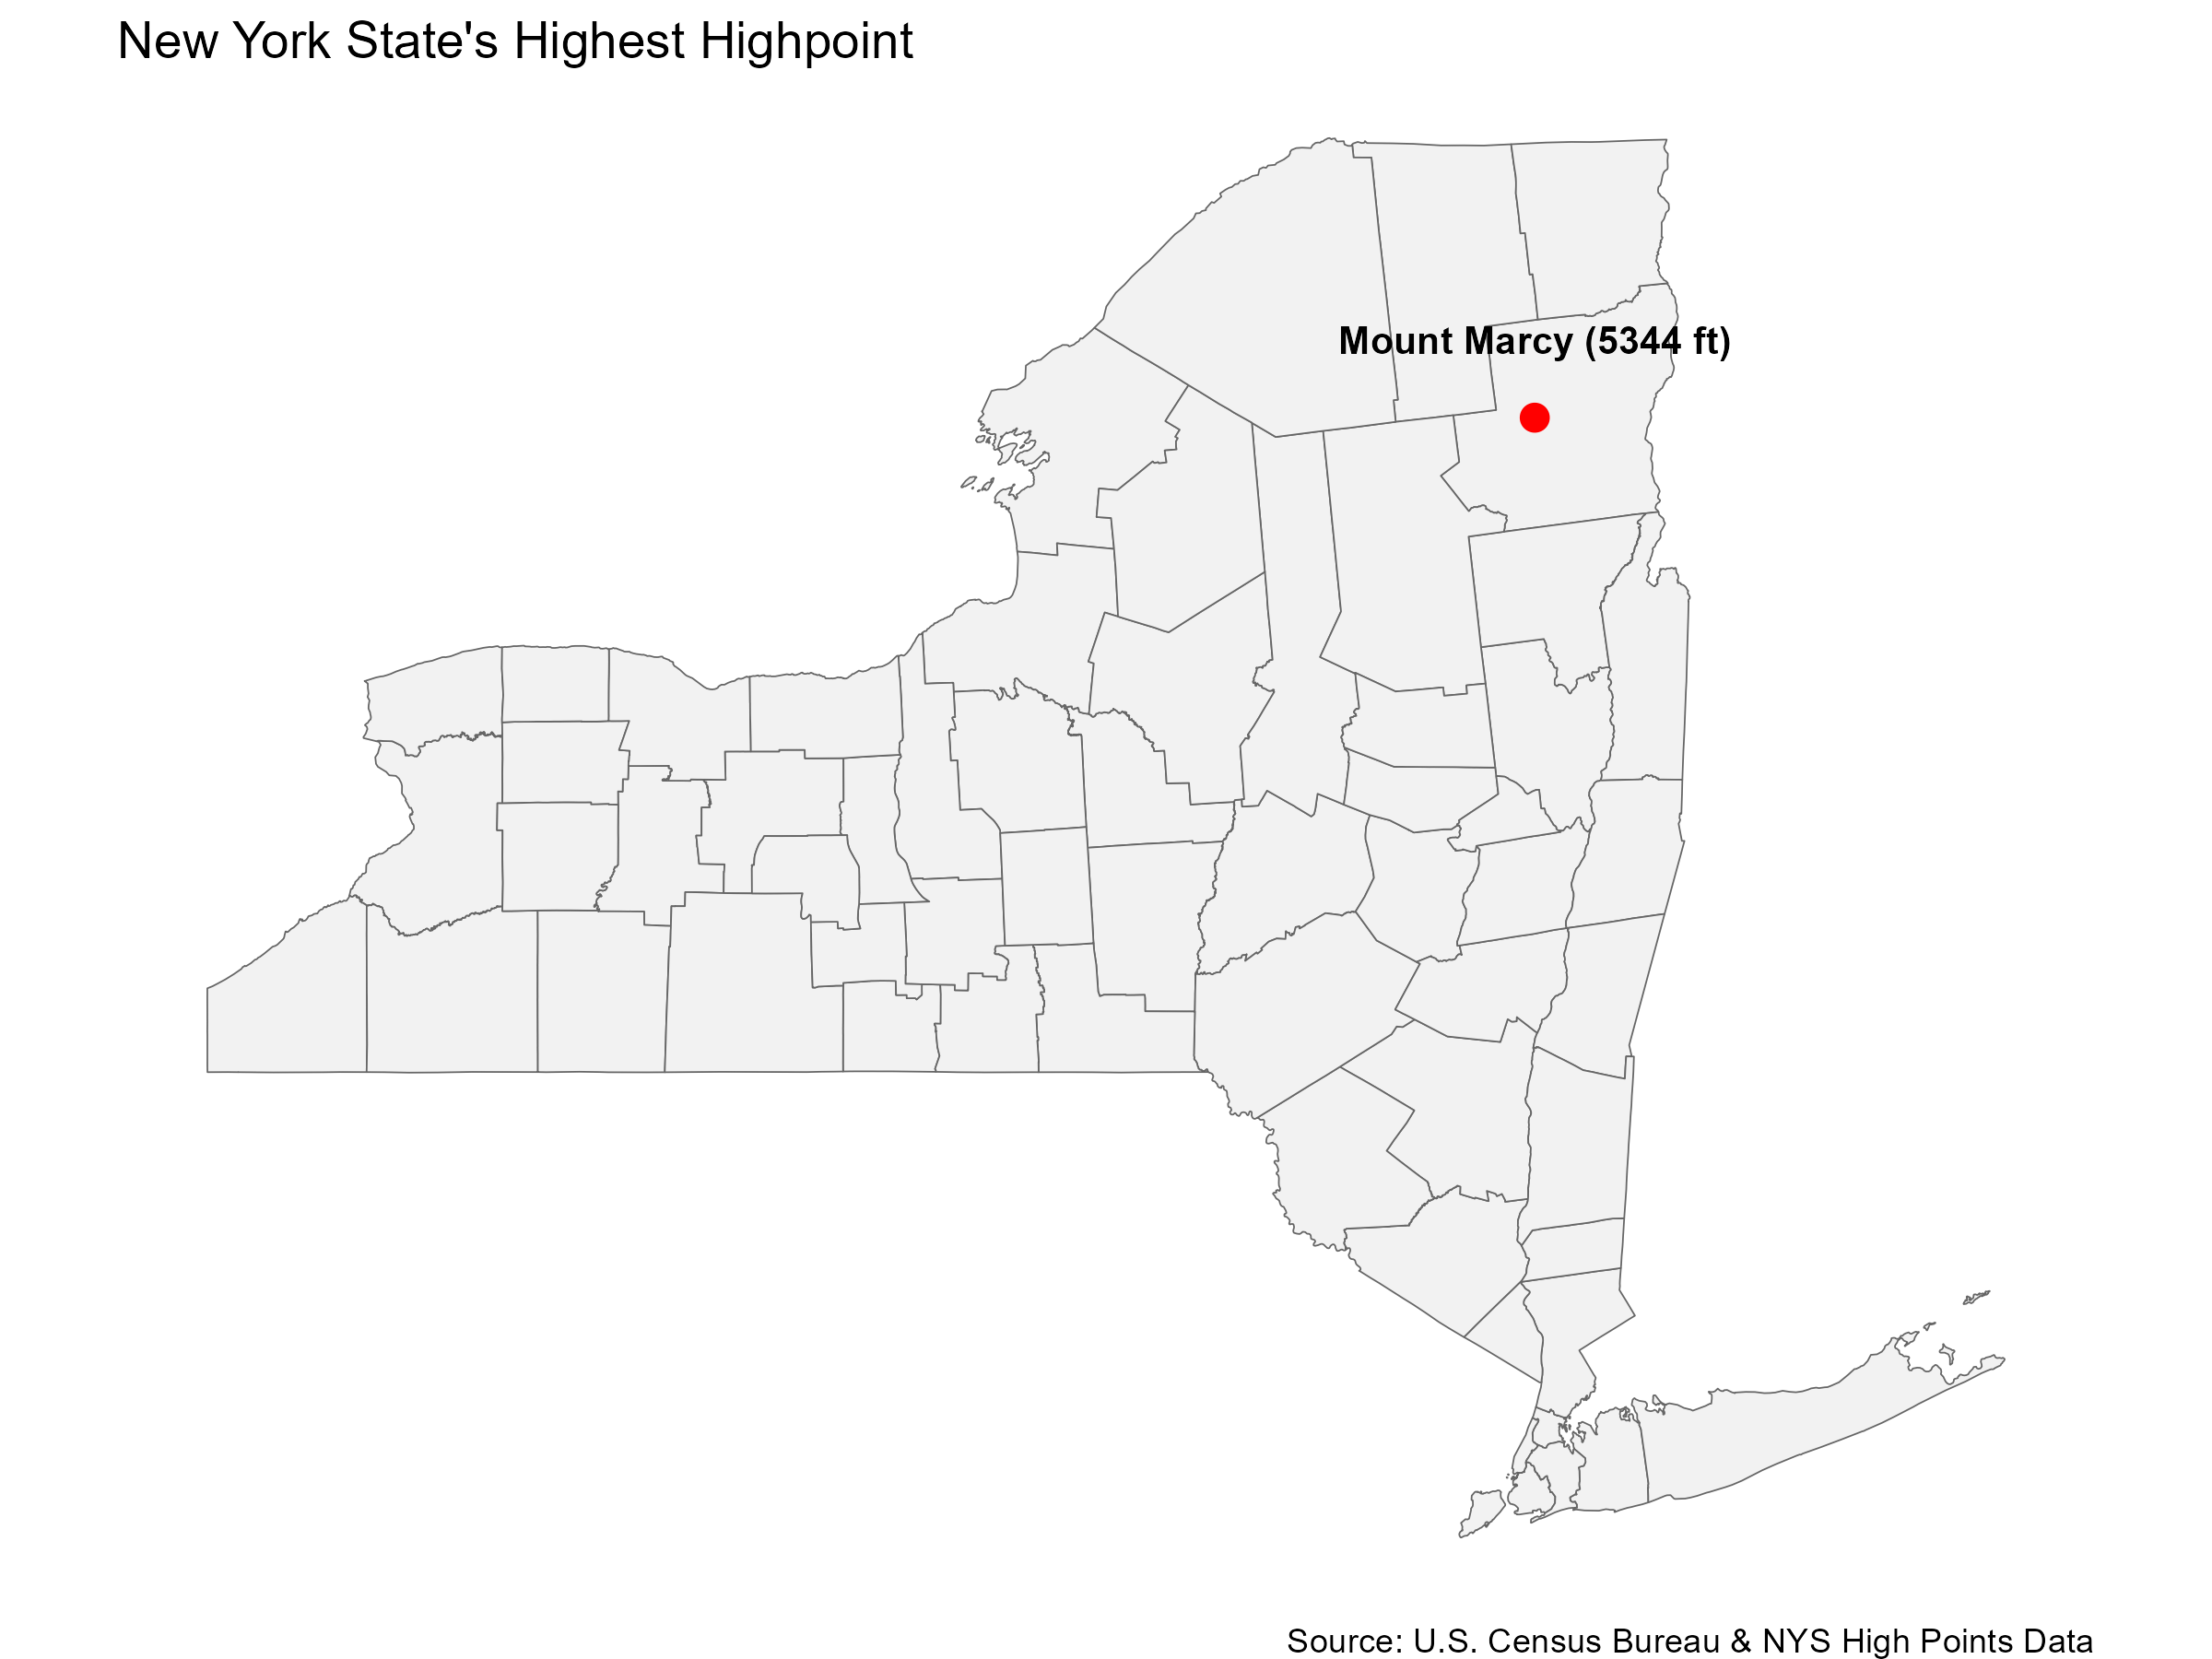 New York State's Highest Highpoint
Mount Marcy (5344 ft)
Source: U.S. Census Bureau & NYS High Points Data